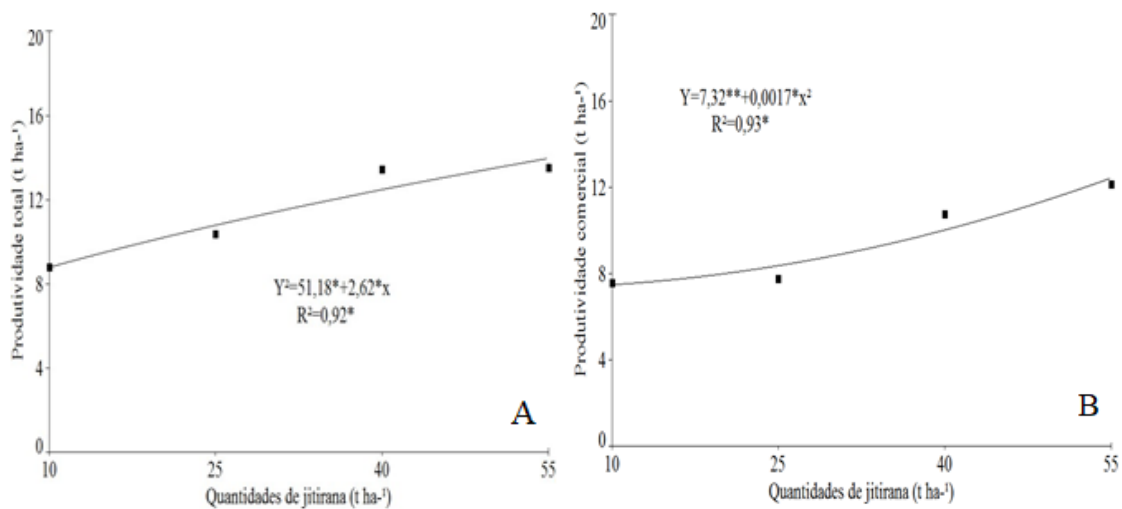 Produtividade total (t ha-¹)
20
16
12
8
4
0
Y²=51,18*+2,62*x
R²=0,92*
A
10 25 40 55
Quantidades de jitirana (t ha-¹)
Produtividade comercial (t ha-¹)
20
16
12
8
4
0
Y=7,32**+0,0017*x²
R²=0,93*
B
10 25 40 55
Quantidades de jitirana (t ha-¹)